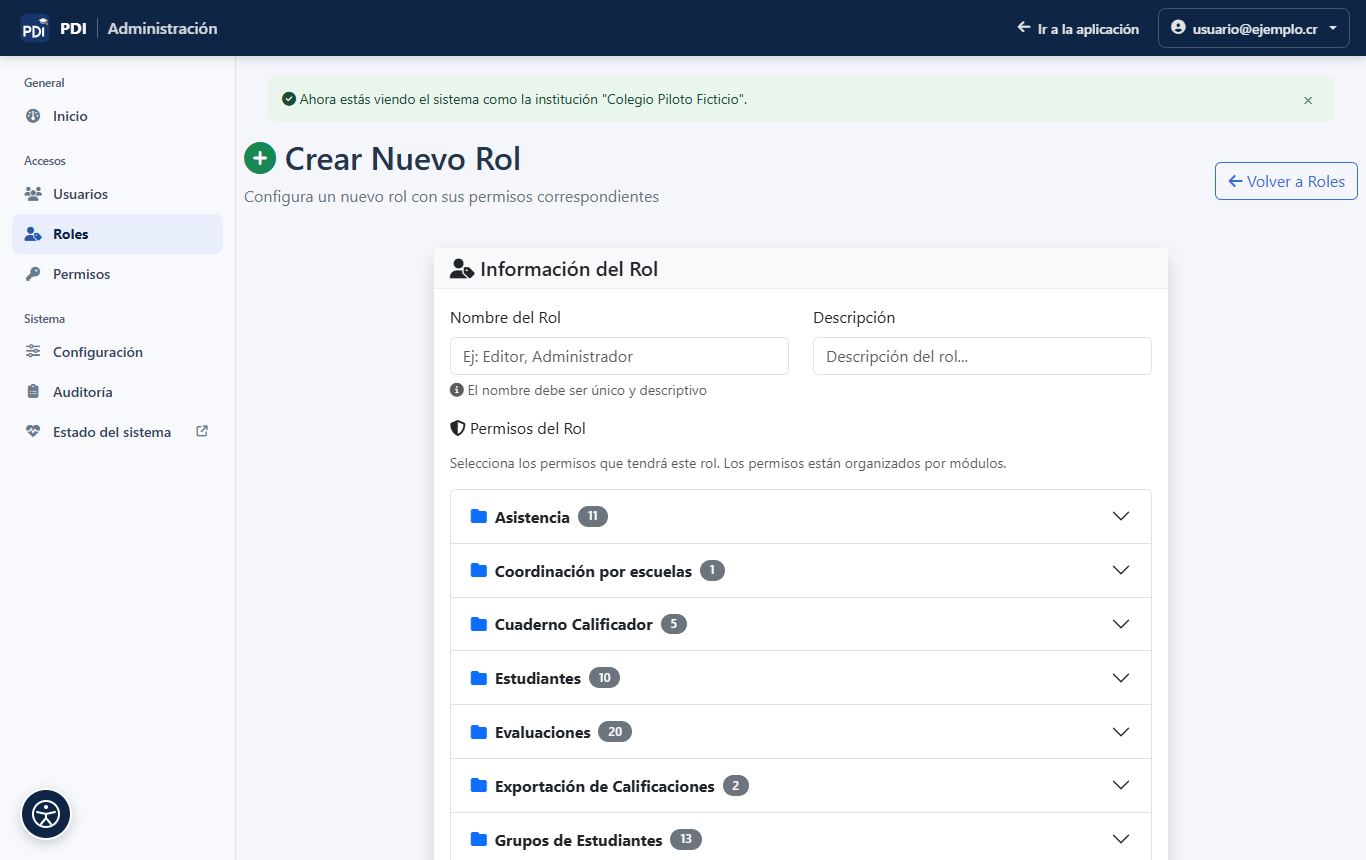 PDI PDI Administración
Ir a la aplicación
usuario@ejemplo.cr
General
Inicio
Accesos
Usuarios
Roles
Permisos
Sistema
Configuración
Auditoría
Estado del sistema
Ahora estás viendo el sistema como la institución "Colegio Piloto Ficticio".
Crear Nuevo Rol
Configura un nuevo rol con sus permisos correspondientes
Volver a Roles
Información del Rol
Nombre del Rol
Descripción
Ej: Editor, Administrador
Descripción del rol...
El nombre debe ser único y descriptivo
Permisos del Rol
Selecciona los permisos que tendrá este rol. Los permisos están organizados por módulos.
Asistencia 11
Coordinación por escuelas 1
Cuaderno Calificador 5
Estudiantes 10
Evaluaciones 20
Exportación de Calificaciones 2
Grupos de Estudiantes 13